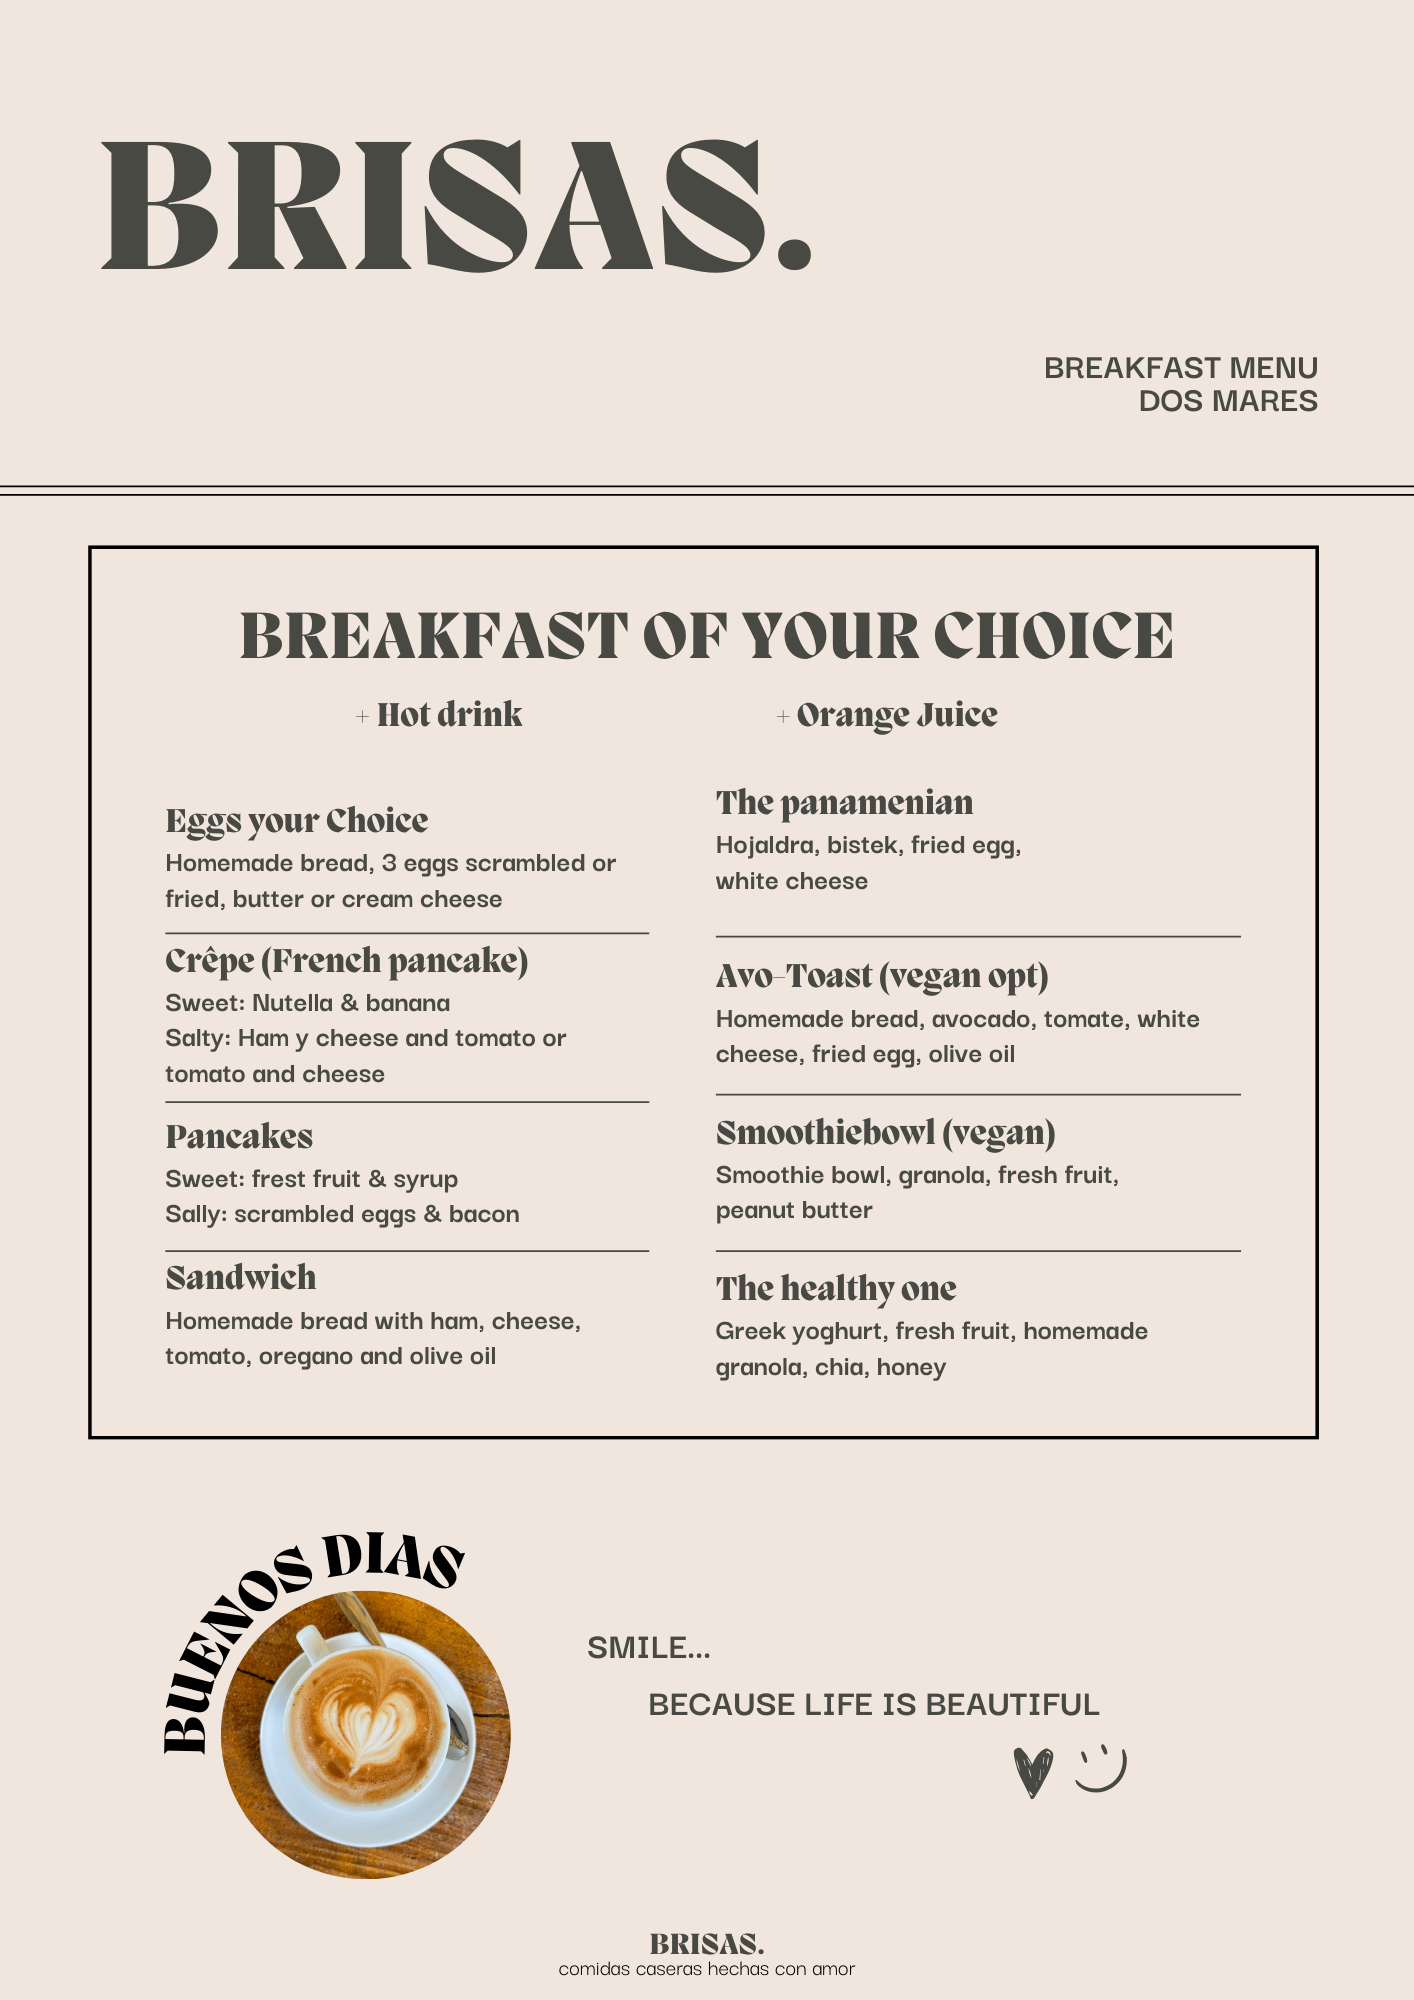 BRISAS.
BREAKFAST MENU
DOS MARES
BREAKFAST OF YOUR CHOICE
+ Hot drink
+ Orange Juice
Eggs your Choice
Homemade bread, 3 eggs scrambled or
fried, butter or cream cheese
Crêpe (French pancake)
Sweet: Nutella & banana
Salty: Ham y cheese and tomato or
tomato and cheese
Pancakes
Sweet: frest fruit & syrup
Sally: scrambled eggs & bacon
Sandwich
Homemade bread with ham, cheese,
tomato, oregano and olive oil
The panamenian
Hojaldra, bistek, fried egg,
white cheese
Avo-Toast (vegan opt)
Homemade bread, avocado, tomate, white
cheese, fried egg, olive oil
Smoothiebowl (vegan)
Smoothie bowl, granola, fresh fruit,
peanut butter
The healthy one
Greek yoghurt, fresh fruit, homemade
granola, chia, honey
BUENOS DIAS
SMILE...
BECAUSE LIFE IS BEAUTIFUL
BRISAS.
comidas caseras hechas con amor